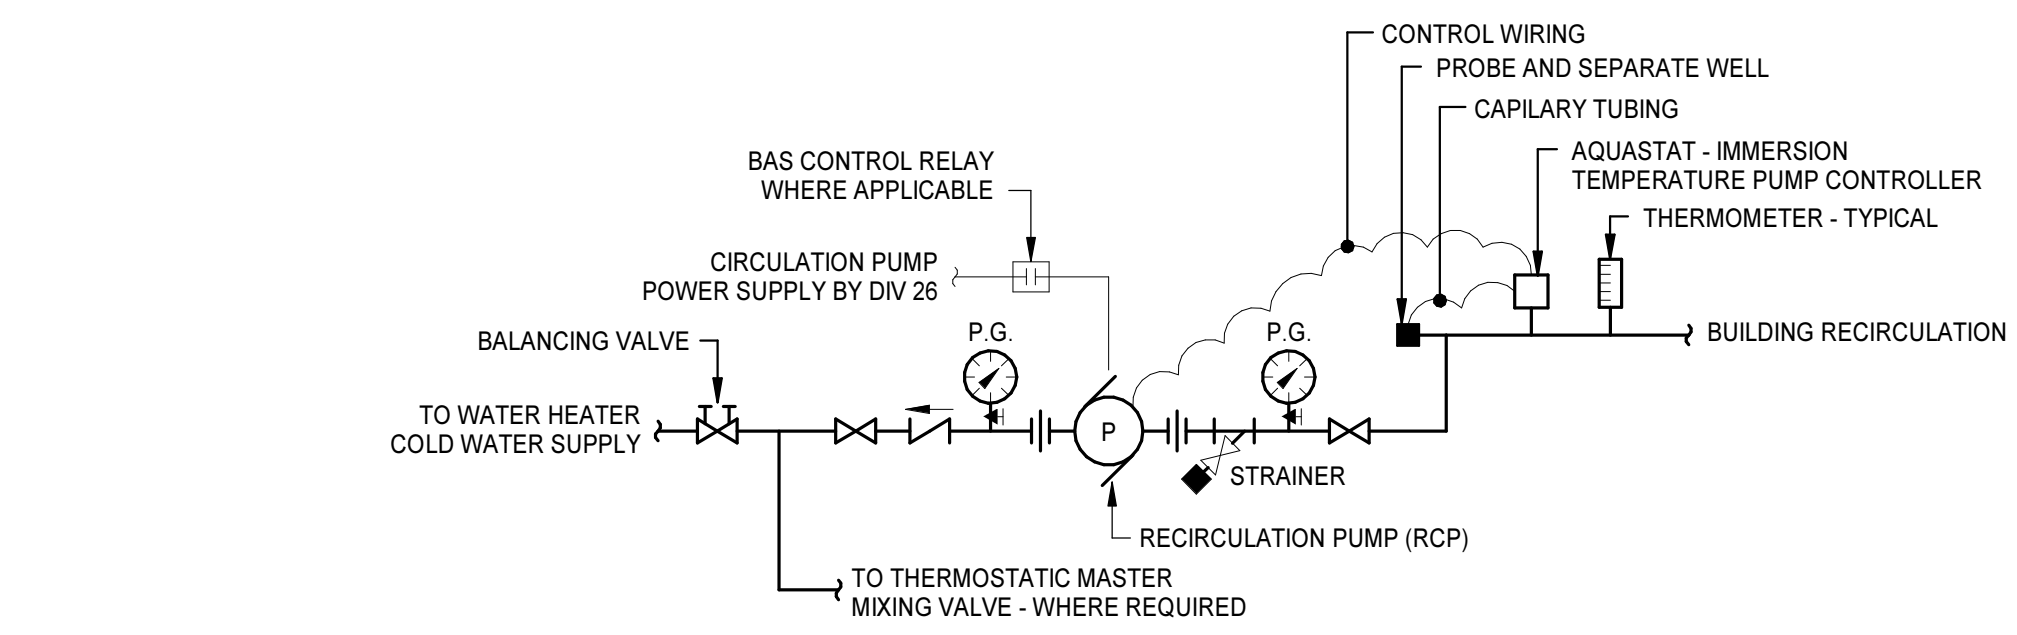 CONTROL WIRING
PROBE AND SEPARATE WELL
CAPILARY TUBING
AQUASTAT - IMMERSION
TEMPERATURE PUMP CONTROLLER
THERMOMETER - TYPICAL
BAS CONTROL RELAY
WHERE APPLICABLE
CIRCULATION PUMP
POWER SUPPLY BY DIV 26
P.G.
P.G.
BUILDING RECIRCULATION
BALANCING VALVE
TO WATER HEATER
COLD WATER SUPPLY
P
STRAINER
RECIRCULATION PUMP (RCP)
TO THERMOSTATIC MASTER
MIXING VALVE - WHERE REQUIRED